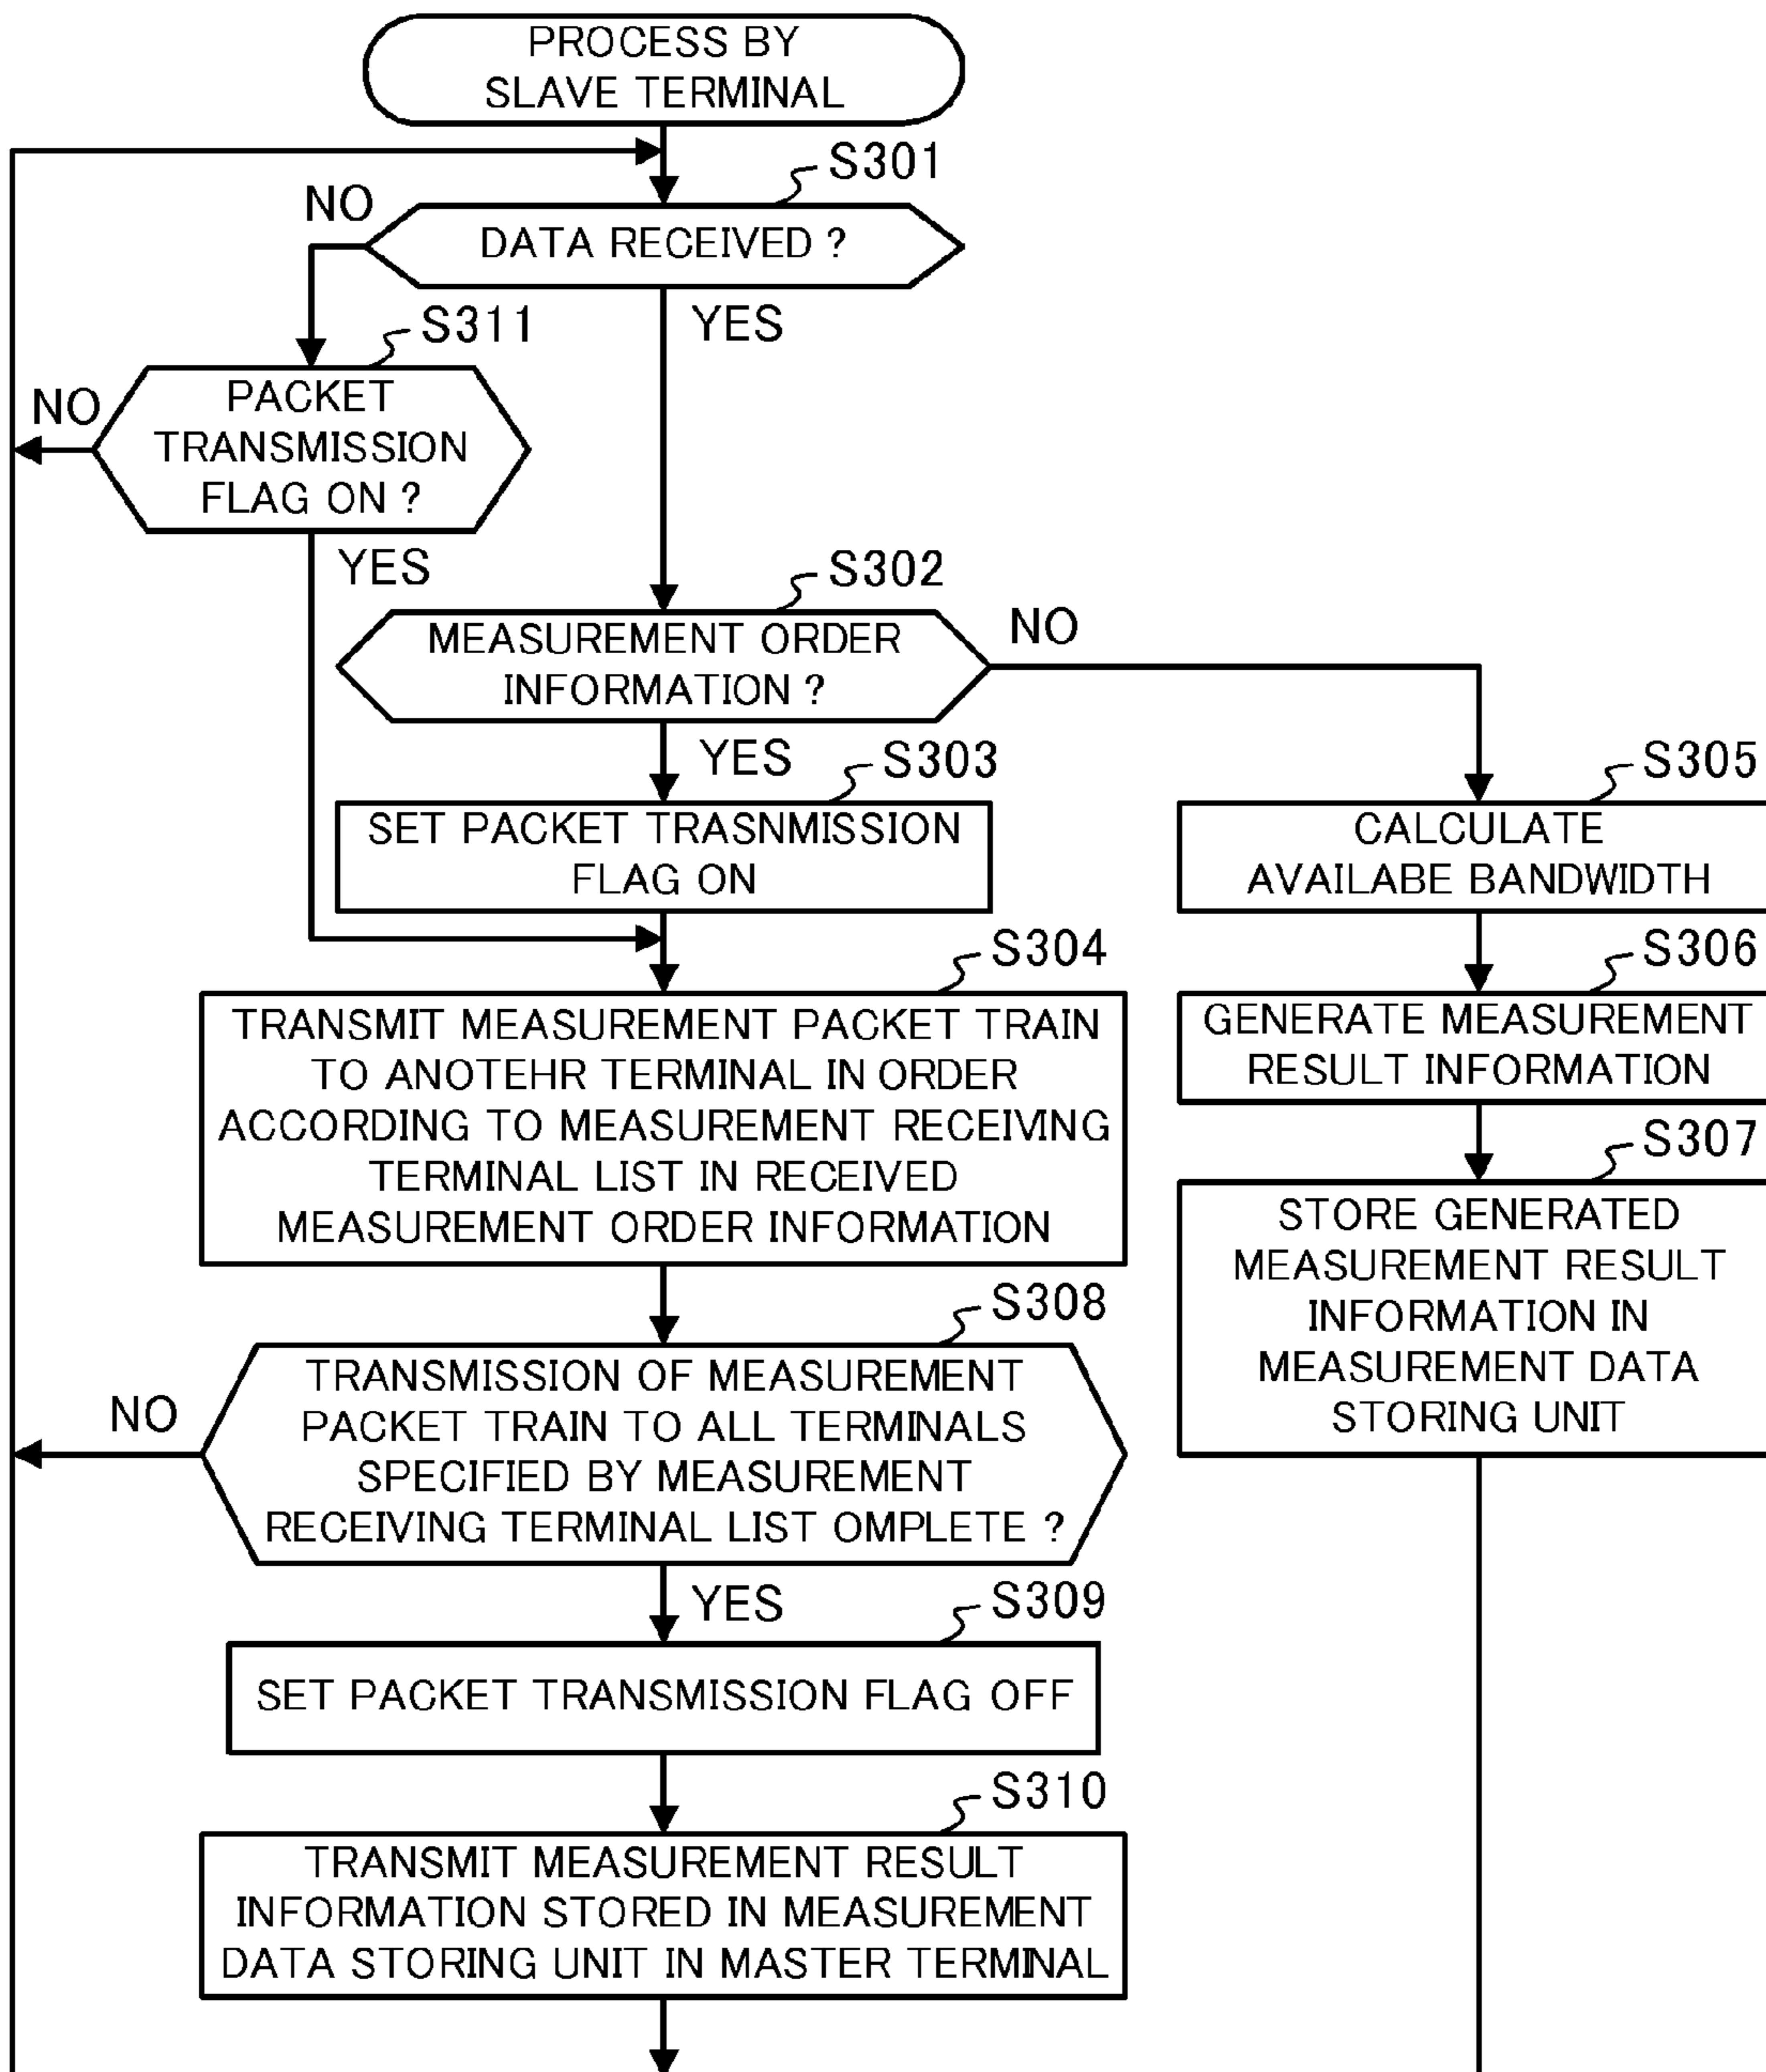 PROCESS BY
SLAVE TERMINAL
S301
NO
DATA RECEIVED ?
YES
S311
NO
PACKET
TRANSMISSION
FLAG ON ?
YES
S302
MEASUREMENT ORDER
INFORMATION ?
NO
YES
S303
SET PACKET TRASNMISSION
FLAG ON
S305
CALCULATE
AVAILABE BANDWIDTH
S304
TRANSMIT MEASUREMENT PACKET TRAIN
TO ANOTEHR TERMINAL IN ORDER
ACCORDING TO MEASUREMENT RECEIVING
TERMINAL LIST IN RECEIVED
MEASUREMENT ORDER INFORMATION
S306
GENERATE MEASUREMENT
RESULT INFORMATION
S307
STORE GENERATED
MEASUREMENT RESULT
INFORMATION IN
MEASUREMENT DATA
STORING UNIT
S308
NO
TRANSMISSION OF MEASUREMENT
PACKET TRAIN TO ALL TERMINALS
SPECIFIED BY MEASUREMENT
RECEIVING TERMINAL LIST OMPLETE ?
YES
S309
SET PACKET TRANSMISSION FLAG OFF
S310
TRANSMIT MEASUREMENT RESULT
INFORMATION STORED IN MEASUREMENT
DATA STORING UNIT IN MASTER TERMINAL